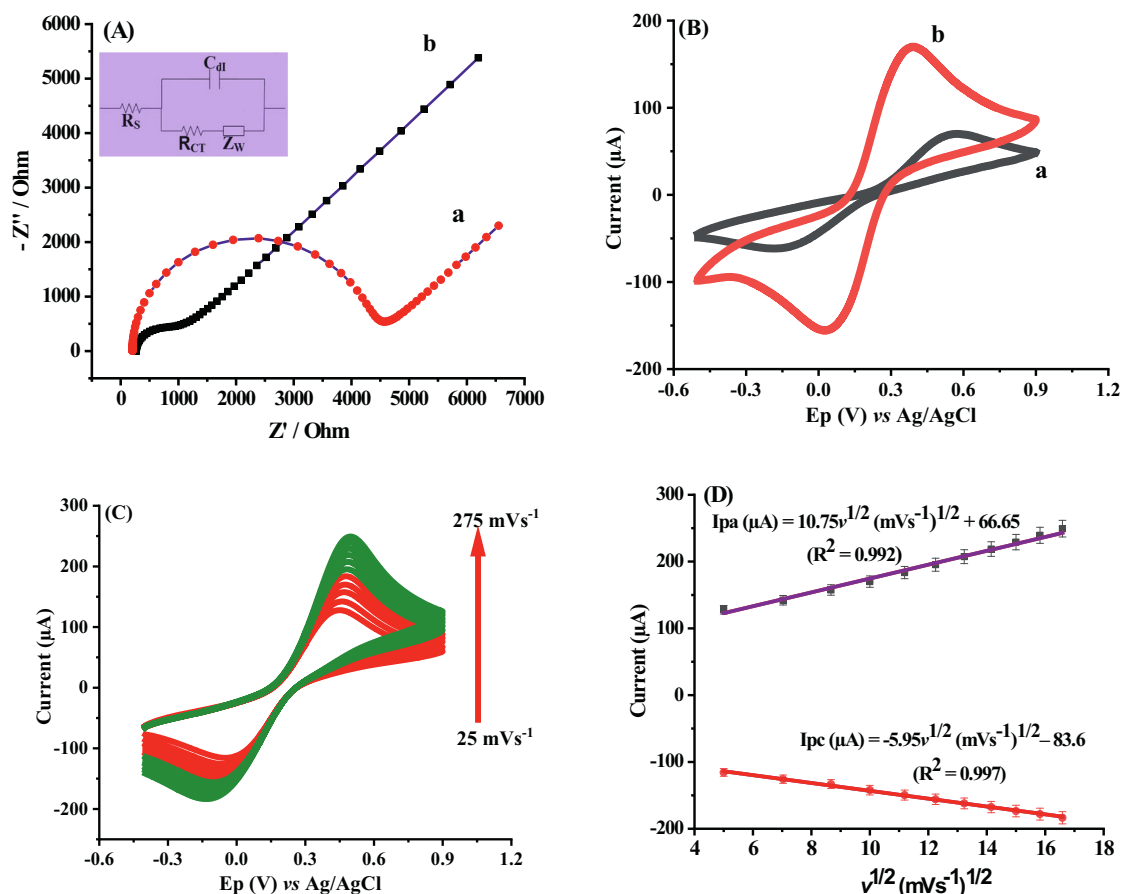 (A)
6000
5000
4000
3000
2000
1000
0
- Z'' / Ohm
C_dl
R_S
R_CT
Z_W
b
a
0 1000 2000 3000 4000 5000 6000 7000
Z' / Ohm
(B)
200
100
0
-100
-200
Current (µA)
b
a
-0.6 -0.3 0.0 0.3 0.6 0.9 1.2
Ep (V) vs Ag/AgCl
(C)
300
200
100
0
-100
-200
-300
Current (µA)
275 mVs⁻¹
25 mVs⁻¹
-0.6 -0.3 0.0 0.3 0.6 0.9 1.2
Ep (V) vs Ag/AgCl
(D)
300
250
200
150
100
50
0
-50
-100
-150
-200
Current (µA)
Ipa (µA) = 10.75v^1/2 (mVs⁻¹)^1/2 + 66.65
(R² = 0.992)
Ipc (µA) = -5.95v^1/2 (mVs⁻¹)^1/2 – 83.6
(R² = 0.997)
4 6 8 10 12 14 16 18
v^1/2 (mVs⁻¹)^1/2